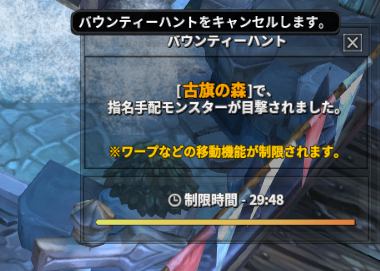 バウンティーハントをキャンセルします。
バウンティーハント
[古旗の森]で、
指名手配モンスターが目撃されました。
※ワープなどの移動機能が制限されます。
制限時間 - 29:48